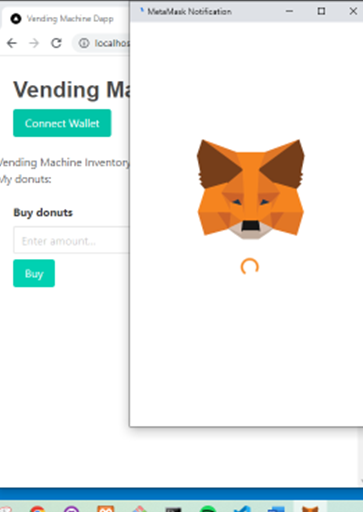 Vending Machine Dapp
MetaMask Notification
localhos
Vending Ma
Connect Wallet
Vending Machine Inventory
My donuts:
Buy donuts
Enter amount...
Buy